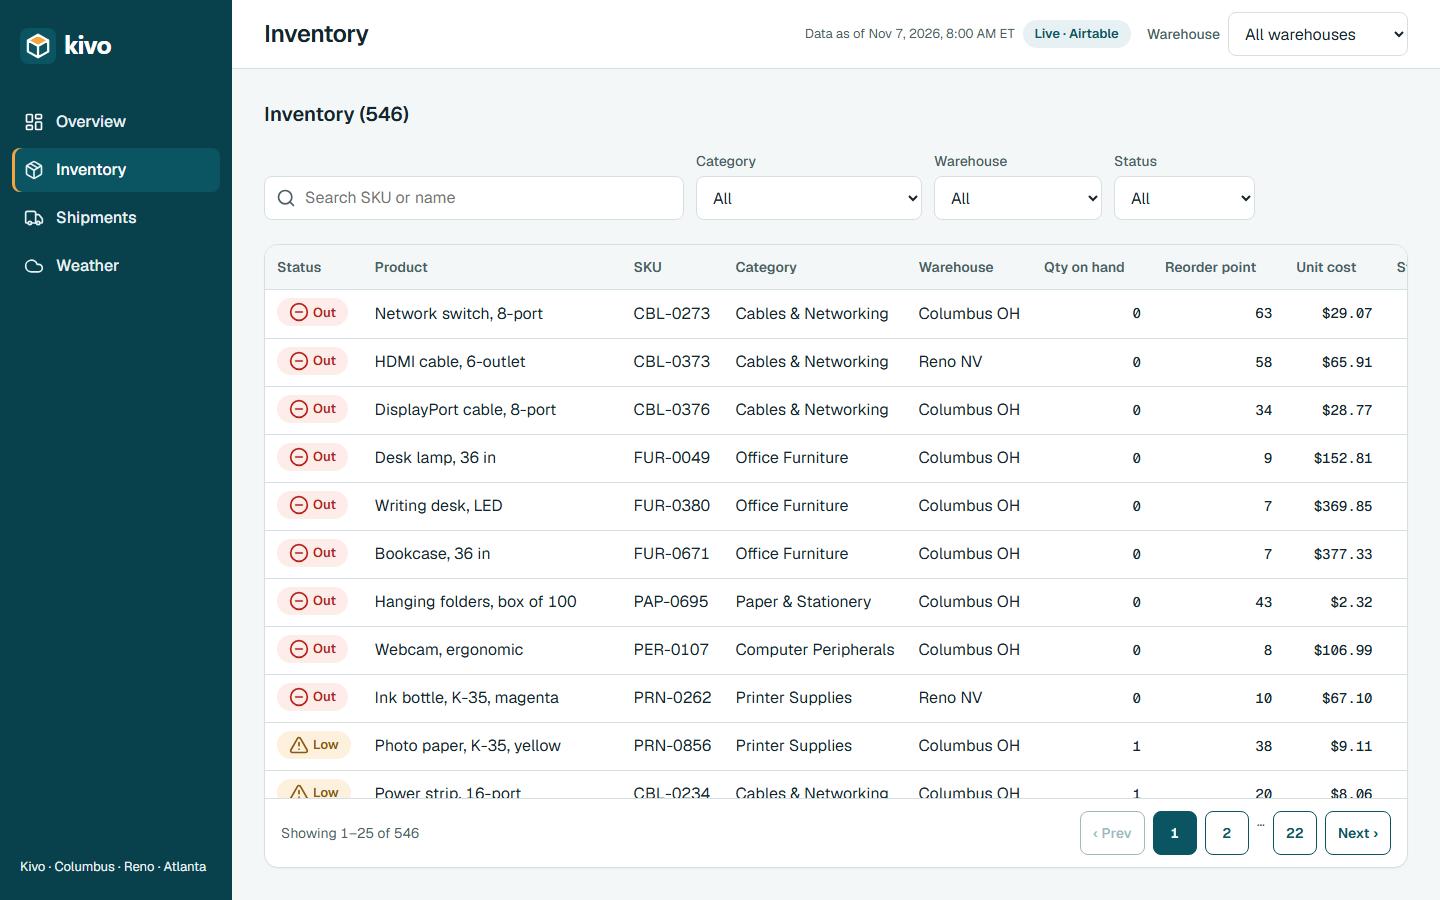 kivo
Overview
Inventory
Shipments
Weather
Kivo · Columbus · Reno · Atlanta
Inventory
Data as of Nov 7, 2026, 8:00 AM ET
Live · Airtable
Warehouse
All warehouses
Inventory (546)
Search SKU or name
Category
All
Warehouse
All
Status
All
Status Product SKU Category Warehouse Qty on hand Reorder point Unit cost
Out Network switch, 8-port CBL-0273 Cables & Networking Columbus OH 0 63 $29.07
Out HDMI cable, 6-outlet CBL-0373 Cables & Networking Reno NV 0 58 $65.91
Out DisplayPort cable, 8-port CBL-0376 Cables & Networking Columbus OH 0 34 $28.77
Out Desk lamp, 36 in FUR-0049 Office Furniture Columbus OH 0 9 $152.81
Out Writing desk, LED FUR-0380 Office Furniture Columbus OH 0 7 $369.85
Out Bookcase, 36 in FUR-0671 Office Furniture Columbus OH 0 7 $377.33
Out Hanging folders, box of 100 PAP-0695 Paper & Stationery Columbus OH 0 43 $2.32
Out Webcam, ergonomic PER-0107 Computer Peripherals Columbus OH 0 8 $106.99
Out Ink bottle, K-35, magenta PRN-0262 Printer Supplies Reno NV 0 10 $67.10
Low Photo paper, K-35, yellow PRN-0856 Printer Supplies Columbus OH 1 38 $9.11
Low Power strip, 16-port CBL-0234 Cables & Networking Columbus OH 1 20 $8.06
Showing 1–25 of 546
‹ Prev 1 2 … 22 Next ›